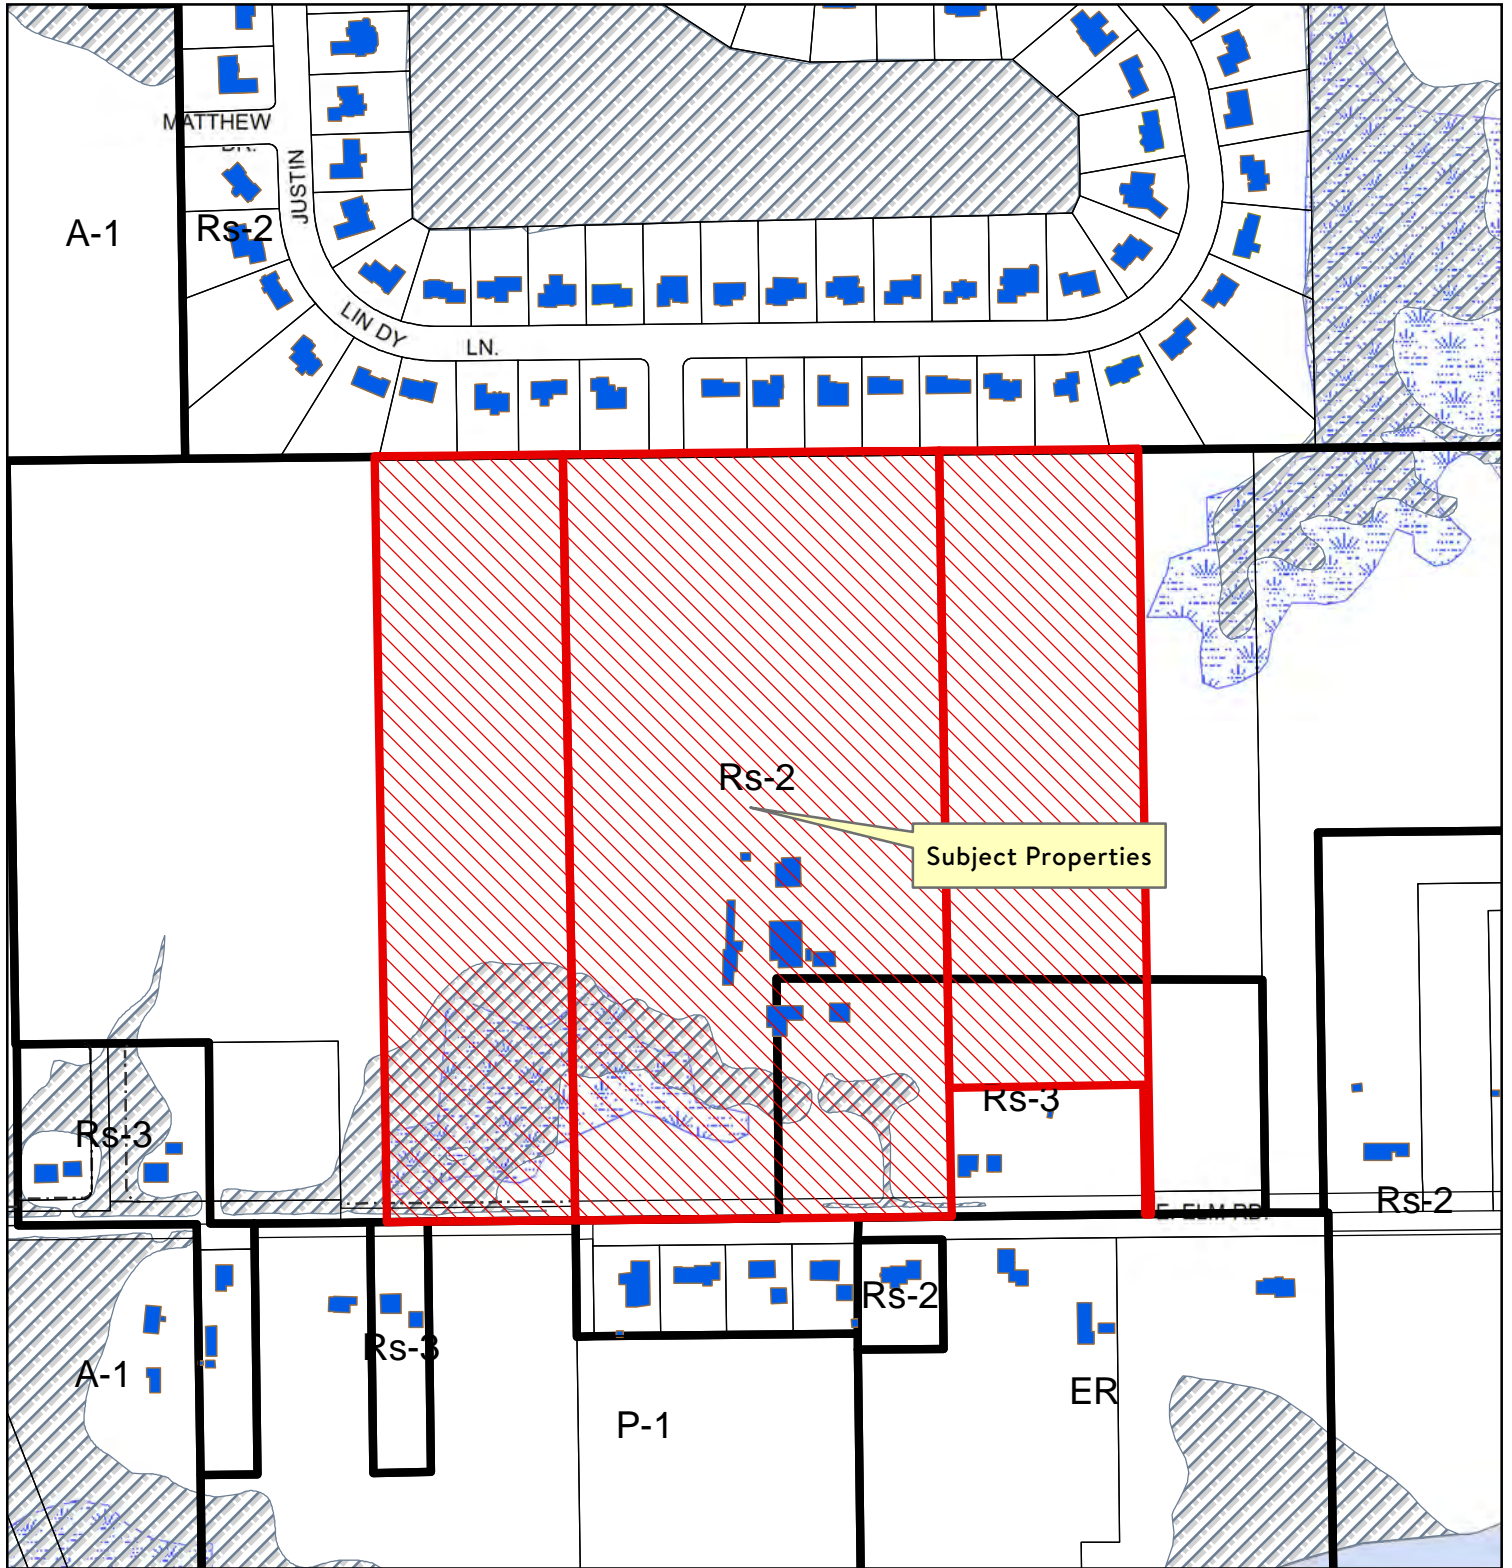 MATTHEW
DR.
JUSTIN
A-1
Rs-2
LIN DY
LN.
Rs-2
Subject Properties
Rs-3
Rs-3
E. ELM RD.
Rs-2
Rs-2
Rs-3
A-1
ER
P-1